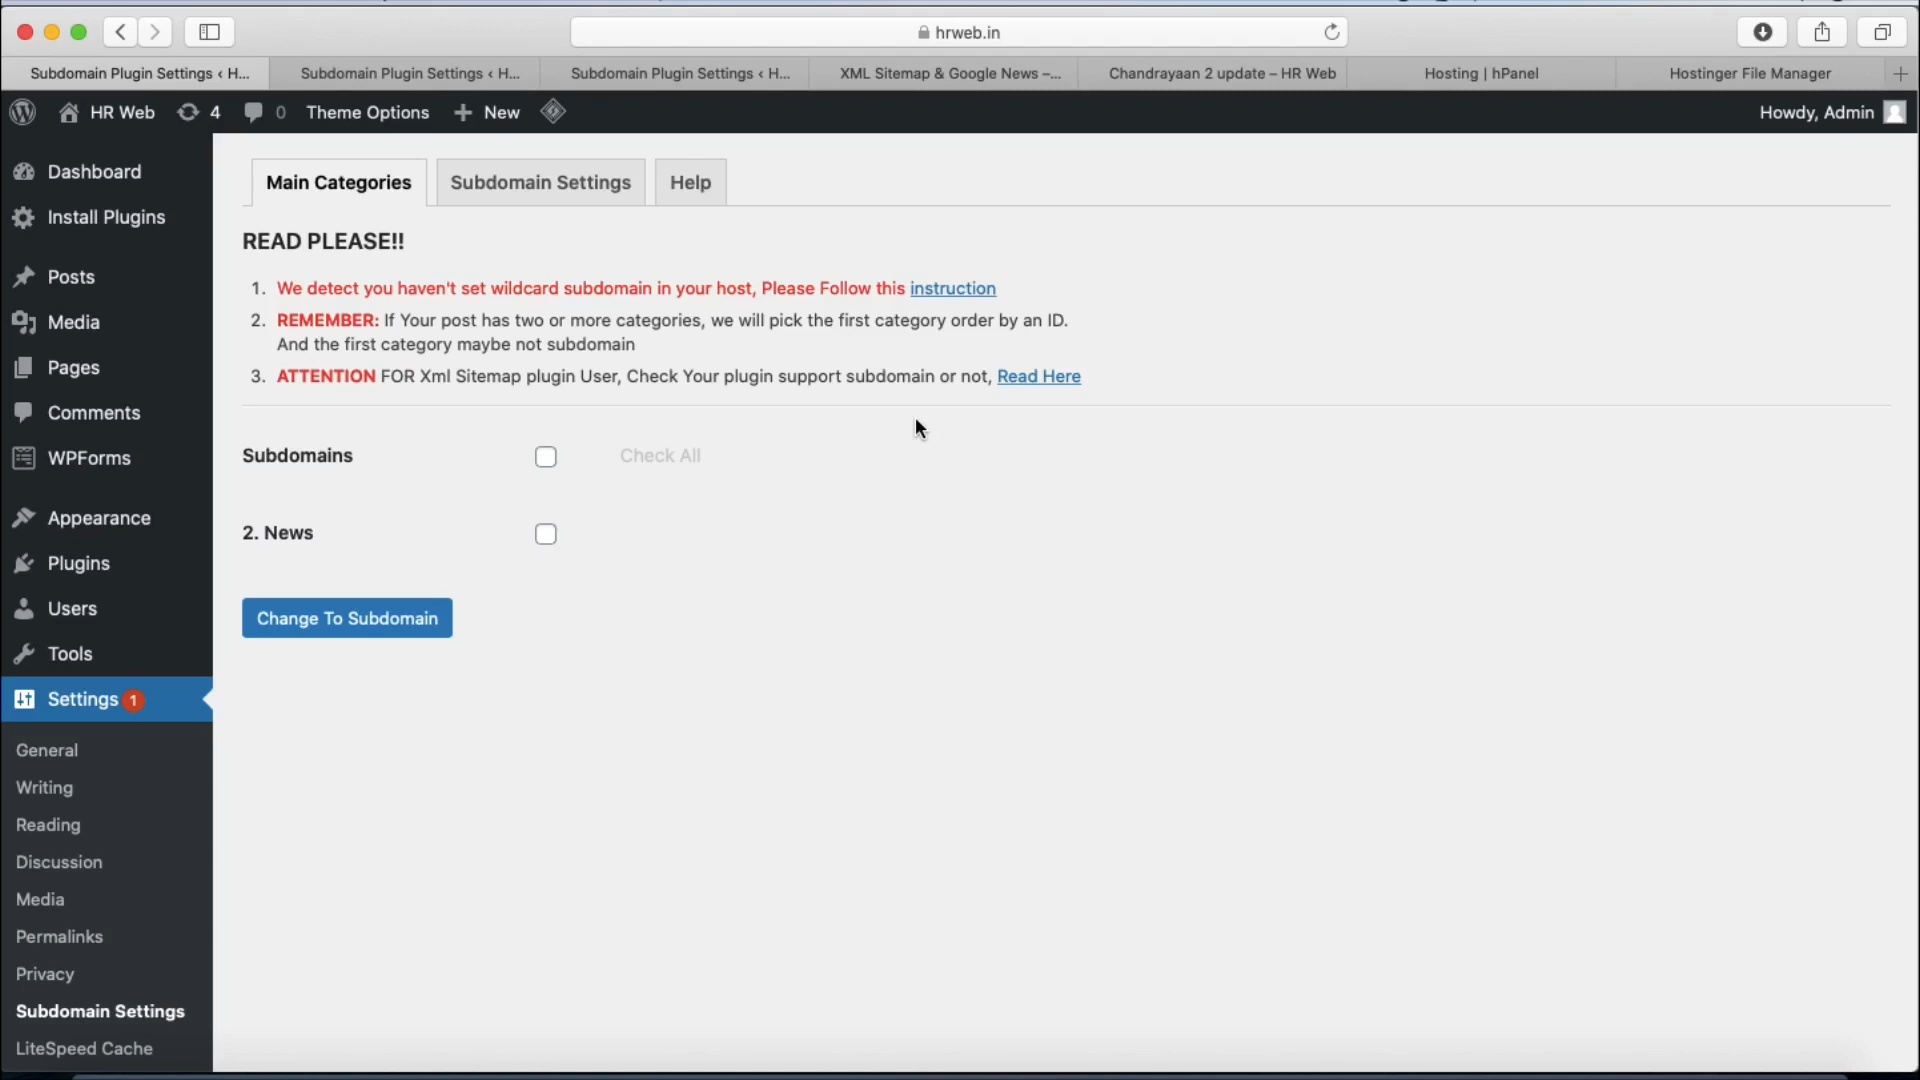 hrweb.in
Subdomain Plugin Settings ‹ H...
Subdomain Plugin Settings ‹ H...
Subdomain Plugin Settings ‹ H...
XML Sitemap & Google News –...
Chandrayaan 2 update – HR Web
Hosting | hPanel
Hostinger File Manager
HR Web
4
0
Theme Options
New
Howdy, Admin
Dashboard
Install Plugins
Posts
Media
Pages
Comments
WPForms
Appearance
Plugins
Users
Tools
Settings 1
General
Writing
Reading
Discussion
Media
Permalinks
Privacy
Subdomain Settings
LiteSpeed Cache
Main Categories
Subdomain Settings
Help
READ PLEASE!!
1. We detect you haven't set wildcard subdomain in your host, Please Follow this instruction
2. REMEMBER: If Your post has two or more categories, we will pick the first category order by an ID.
And the first category maybe not subdomain
3. ATTENTION FOR Xml Sitemap plugin User, Check Your plugin support subdomain or not, Read Here
Subdomains
Check All
2. News
Change To Subdomain